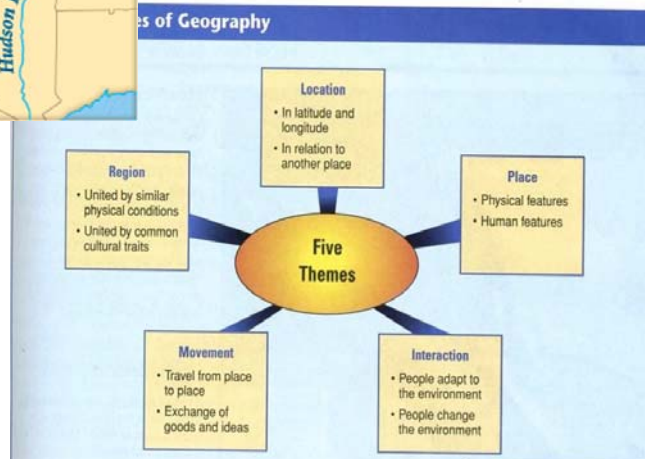 Hudson
es of Geography
Location
• In latitude and
longitude
• In relation to
another place
Region
• United by similar
physical conditions
• United by common
cultural traits
Place
• Physical features
• Human features
Five
Themes
Movement
• Travel from place
to place
• Exchange of
goods and ideas
Interaction
• People adapt to
the environment
• People change
the environment